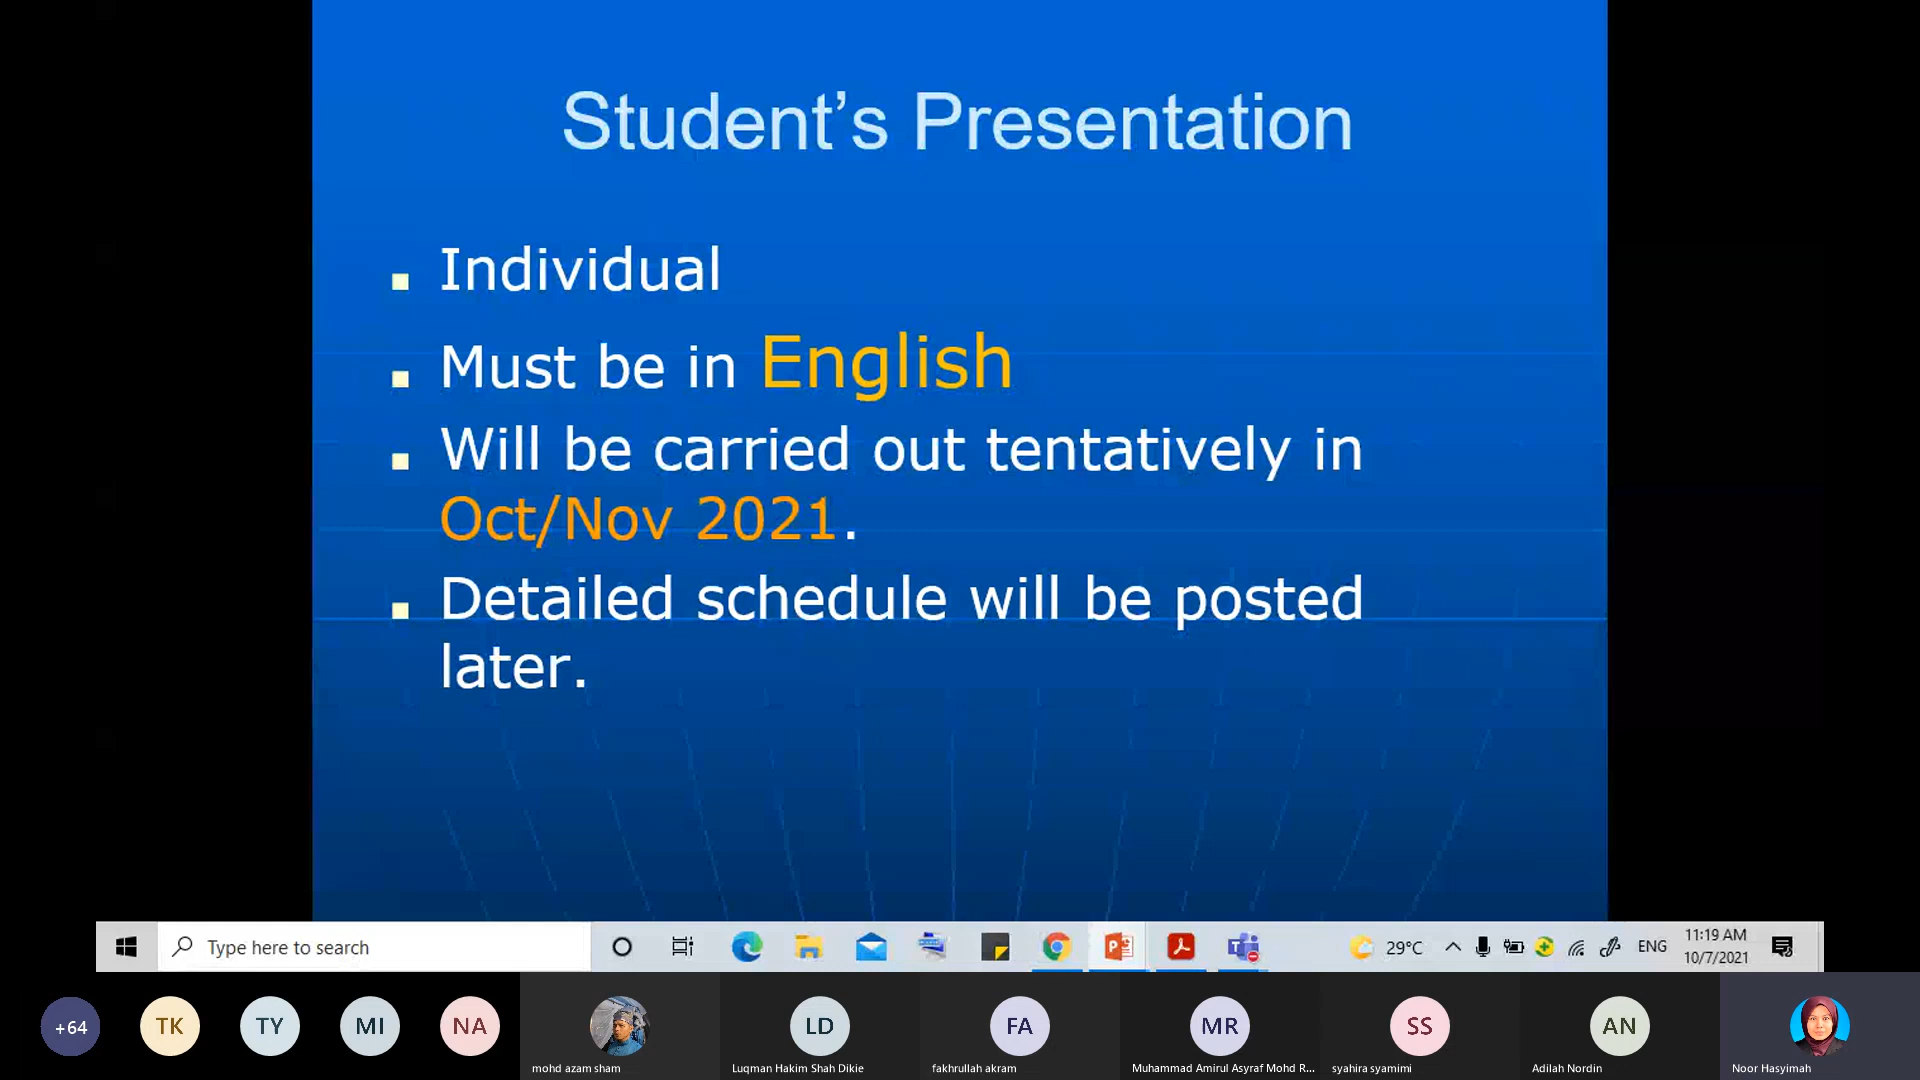 Student’s Presentation
Individual
Must be in English
Will be carried out tentatively in
Oct/Nov 2021.
Detailed schedule will be posted
later.
Type here to search
29°C
ENG
11:19 AM
10/7/2021
+64
TK
TY
MI
NA
LD
FA
MR
SS
AN
mohd azam sham
Luqman Hakim Shah Dikie
fakhrullah akram
Muhammad Amirul Asyraf Mohd R...
syahira syamimi
Adilah Nordin
Noor Hasyimah